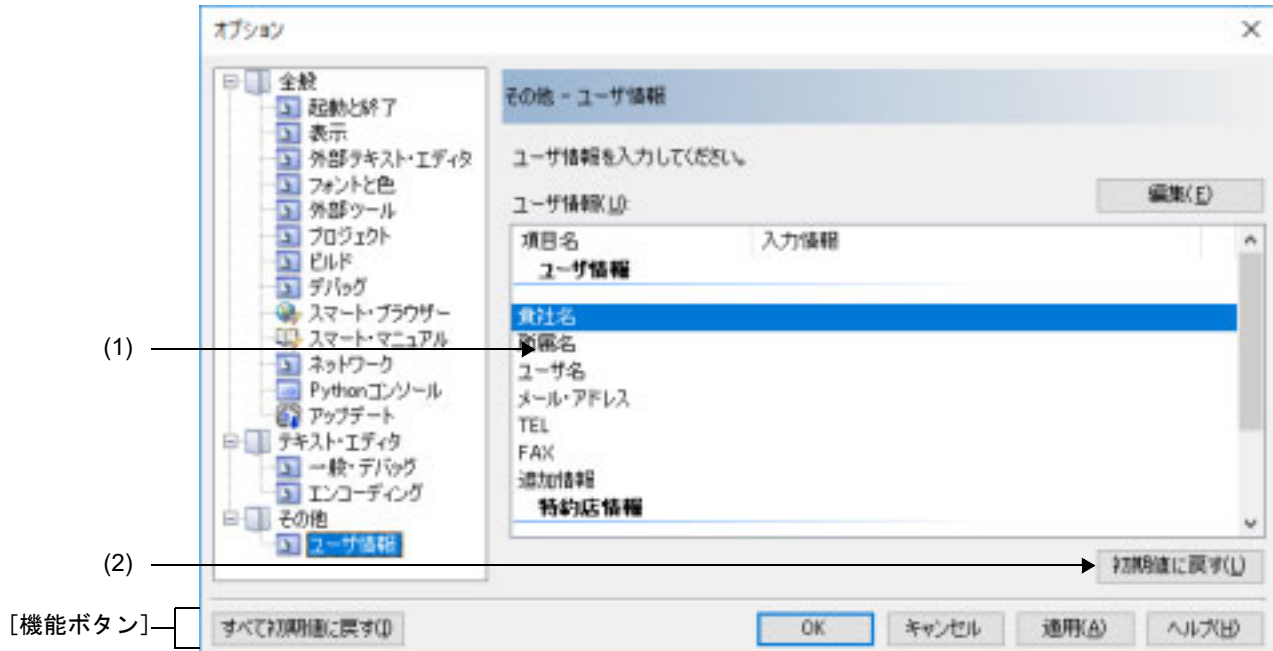 オプション
全般
起動と終了
表示
外部テキスト・エディタ
フォントと色
外部ツール
プロジェクト
ビルド
デバッグ
スマート・ブラウザー
スマート・マニュアル
ネットワーク
Pythonコンソール
アップデート
テキスト・エディタ
一般・デバッグ
エンコーディング
その他
ユーザ情報
その他 - ユーザ情報
ユーザ情報を入力してください。
編集(E)
ユーザ情報(U):
項目名 入力情報
ユーザ情報
貴社名
所属名
ユーザ名
メール・アドレス
TEL
FAX
追加情報
特約店情報
初期値に戻す(L)
すべて初期値に戻す(I)
OK
キャンセル
適用(A)
ヘルプ(H)
(1)
(2)
[機能ボタン]